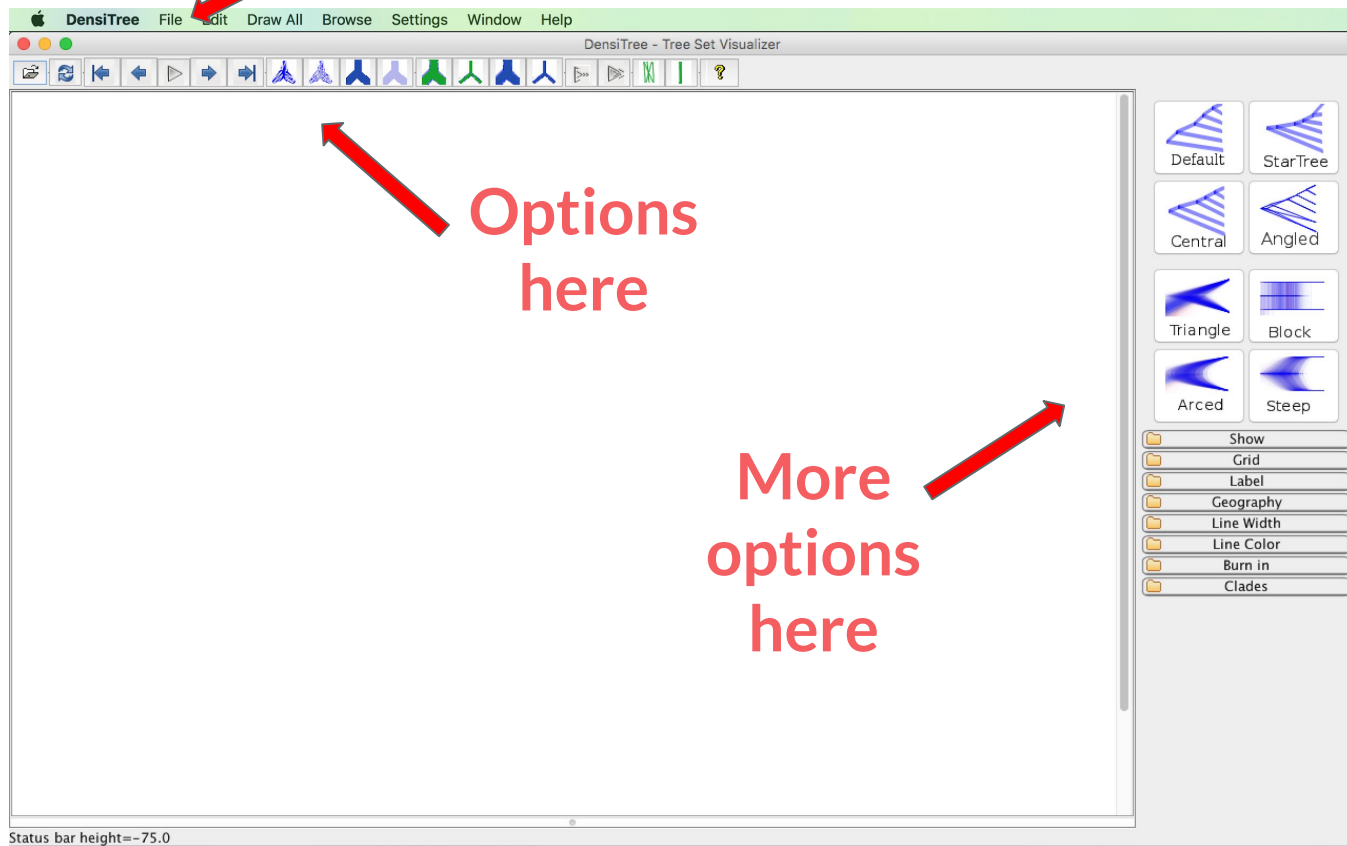 DensiTree File Edit Draw All Browse Settings Window Help
DensiTree - Tree Set Visualizer
?
Options
here
More
options
here
Default StarTree
Central Angled
Triangle Block
Arced Steep
Show
Grid
Label
Geography
Line Width
Line Color
Burn in
Clades
Status bar height=-75.0